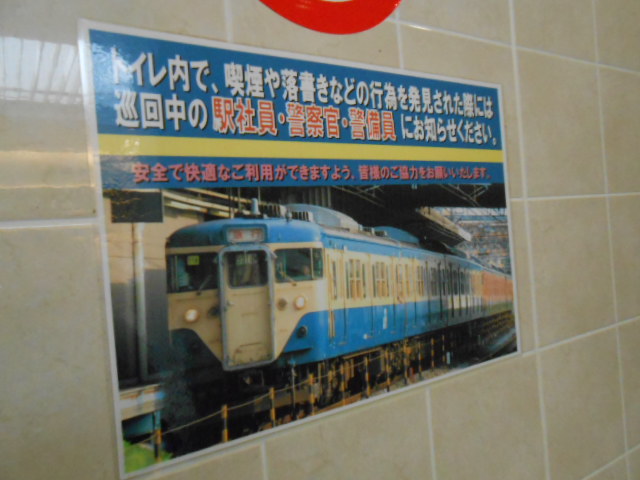 トイレ内で、喫煙や落書きなどの行為を発見された際には
巡回中の駅社員・警察官・警備員にお知らせください。
安全で快適なご利用ができますよう、皆様のご協力をお願いいたします。